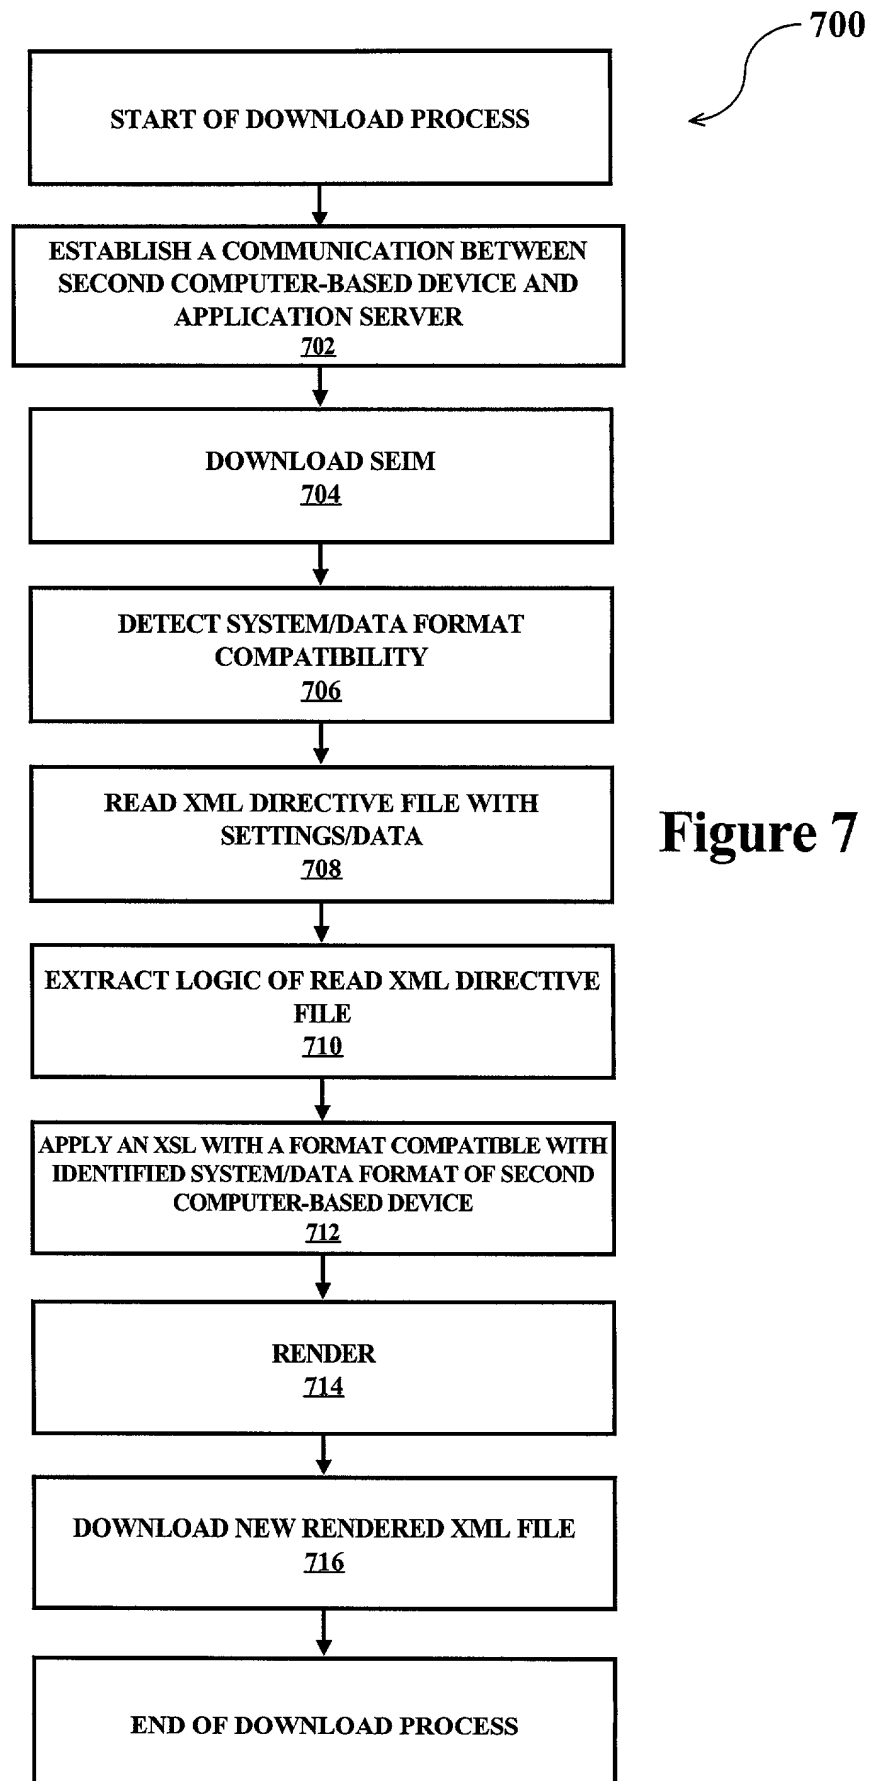 700
START OF DOWNLOAD PROCESS
ESTABLISH A COMMUNICATION BETWEEN
SECOND COMPUTER-BASED DEVICE AND
APPLICATION SERVER
702
DOWNLOAD SEIM
704
DETECT SYSTEM/DATA FORMAT
COMPATIBILITY
706
READ XML DIRECTIVE FILE WITH
SETTINGS/DATA
708
Figure 7
EXTRACT LOGIC OF READ XML DIRECTIVE
FILE
710
APPLY AN XSL WITH A FORMAT COMPATIBLE WITH
IDENTIFIED SYSTEM/DATA FORMAT OF SECOND
COMPUTER-BASED DEVICE
712
RENDER
714
DOWNLOAD NEW RENDERED XML FILE
716
END OF DOWNLOAD PROCESS